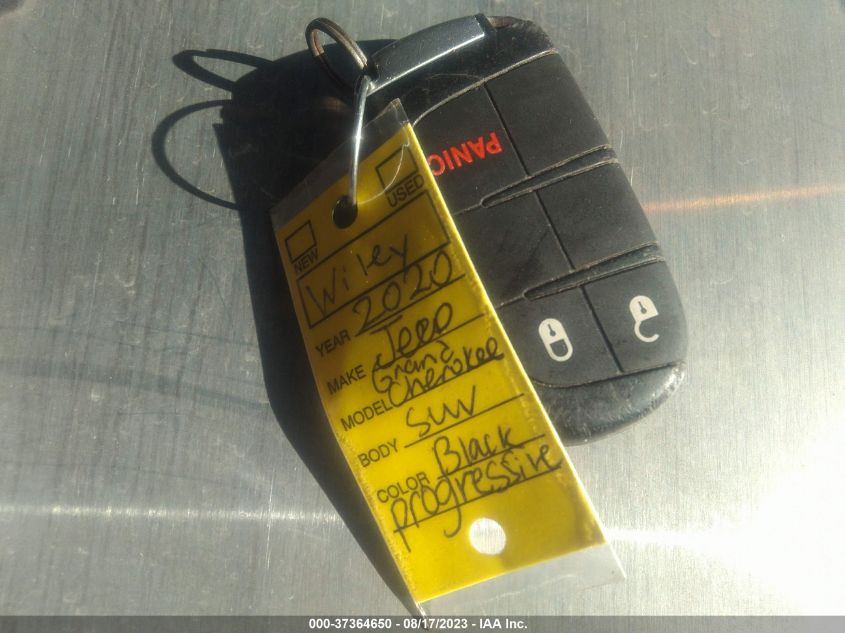 PANIC
NEW
USED
Wiley
YEAR 2020
MAKE Jeep
MODEL Grand
Cherokee
BODY SUV
COLOR Black
progressive
000-37364650 - 08/17/2023 - IAA Inc.